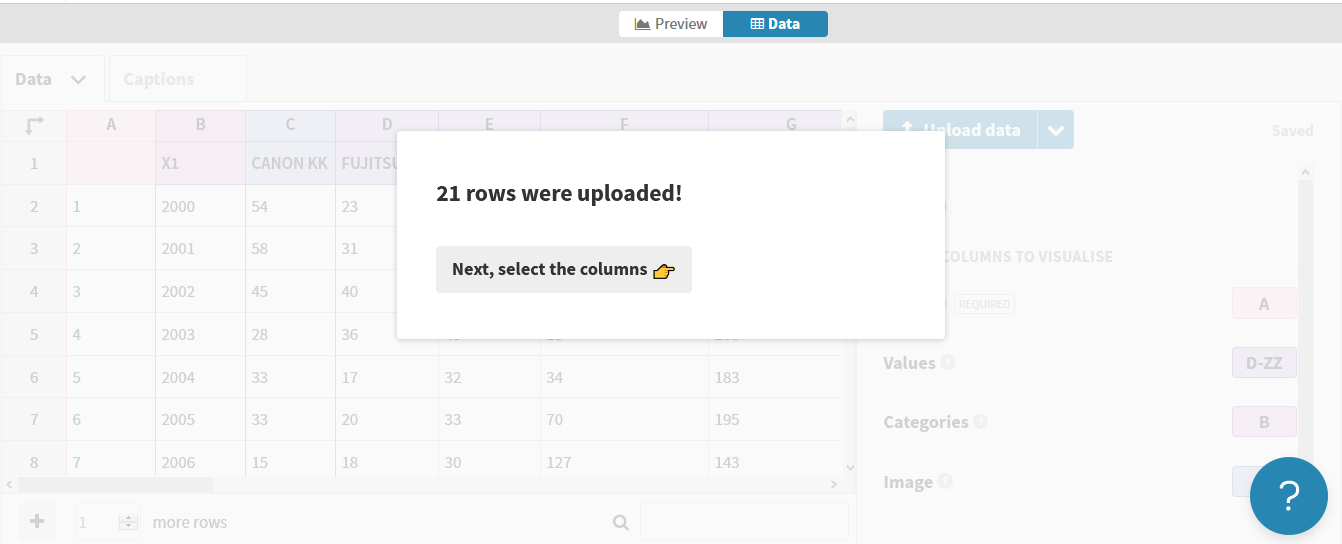 Preview Data
Data Captions
A B C D E F G
Upload data Saved
1 X1 CANON KK FUJITSU
21 rows were uploaded!
2 1 2000 54 23
3 2 2001 58 31
COLUMNS TO VISUALISE
Next, select the columns
4 3 2002 45 40
REQUIRED A
5 4 2003 28 36
Values ? D-ZZ
6 5 2004 32 34 183
33 17
7 6 2005 33 20 33 70 195
Categories ? B
8 7 2006 15 18 30 127 143
Image ?
?
+ 1 more rows